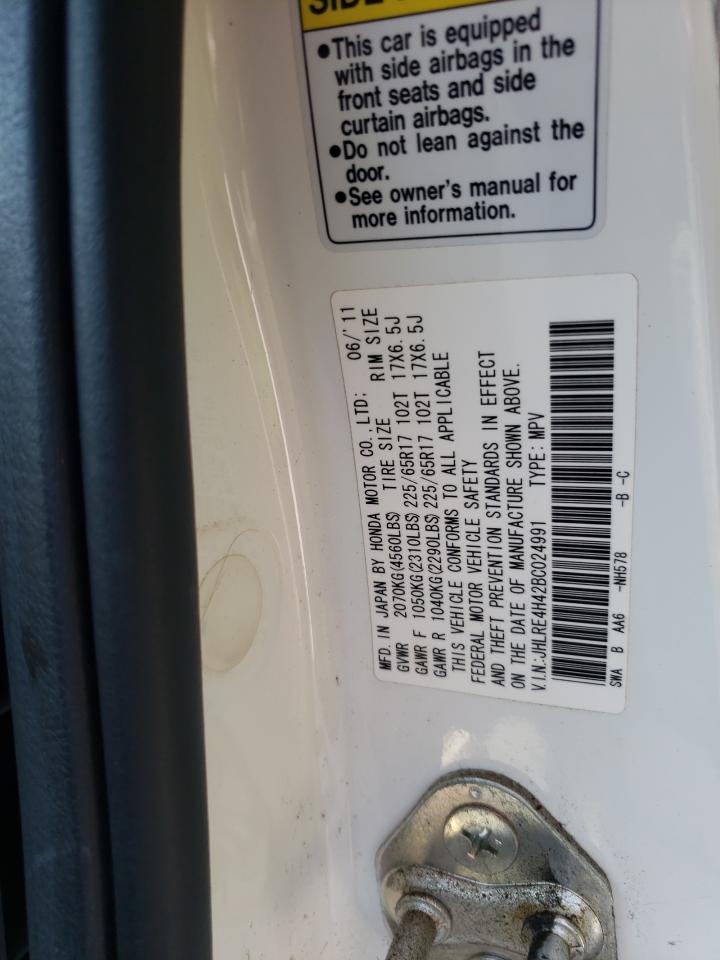 •This car is equipped
with side airbags in the
front seats and side
curtain airbags.
•Do not lean against the
door.
•See owner's manual for
more information.
MFD. IN JAPAN BY HONDA MOTOR CO., LTD: 06/'11
GVWR 2070KG(4560LBS) TIRE SIZE RIM SIZE
GAWR F 1050KG(2310LBS) 225/65R17 102T 17X6.5J
GAWR R 1040KG(2290LBS) 225/65R17 102T 17X6.5J
THIS VEHICLE CONFORMS TO ALL APPLICABLE
FEDERAL MOTOR VEHICLE SAFETY
AND THEFT PREVENTION STANDARDS IN EFFECT
ON THE DATE OF MANUFACTURE SHOWN ABOVE.
V.I.N:JHLRE4H42BC024991 TYPE: MPV
SWA B AA6 -NH578 -B -C